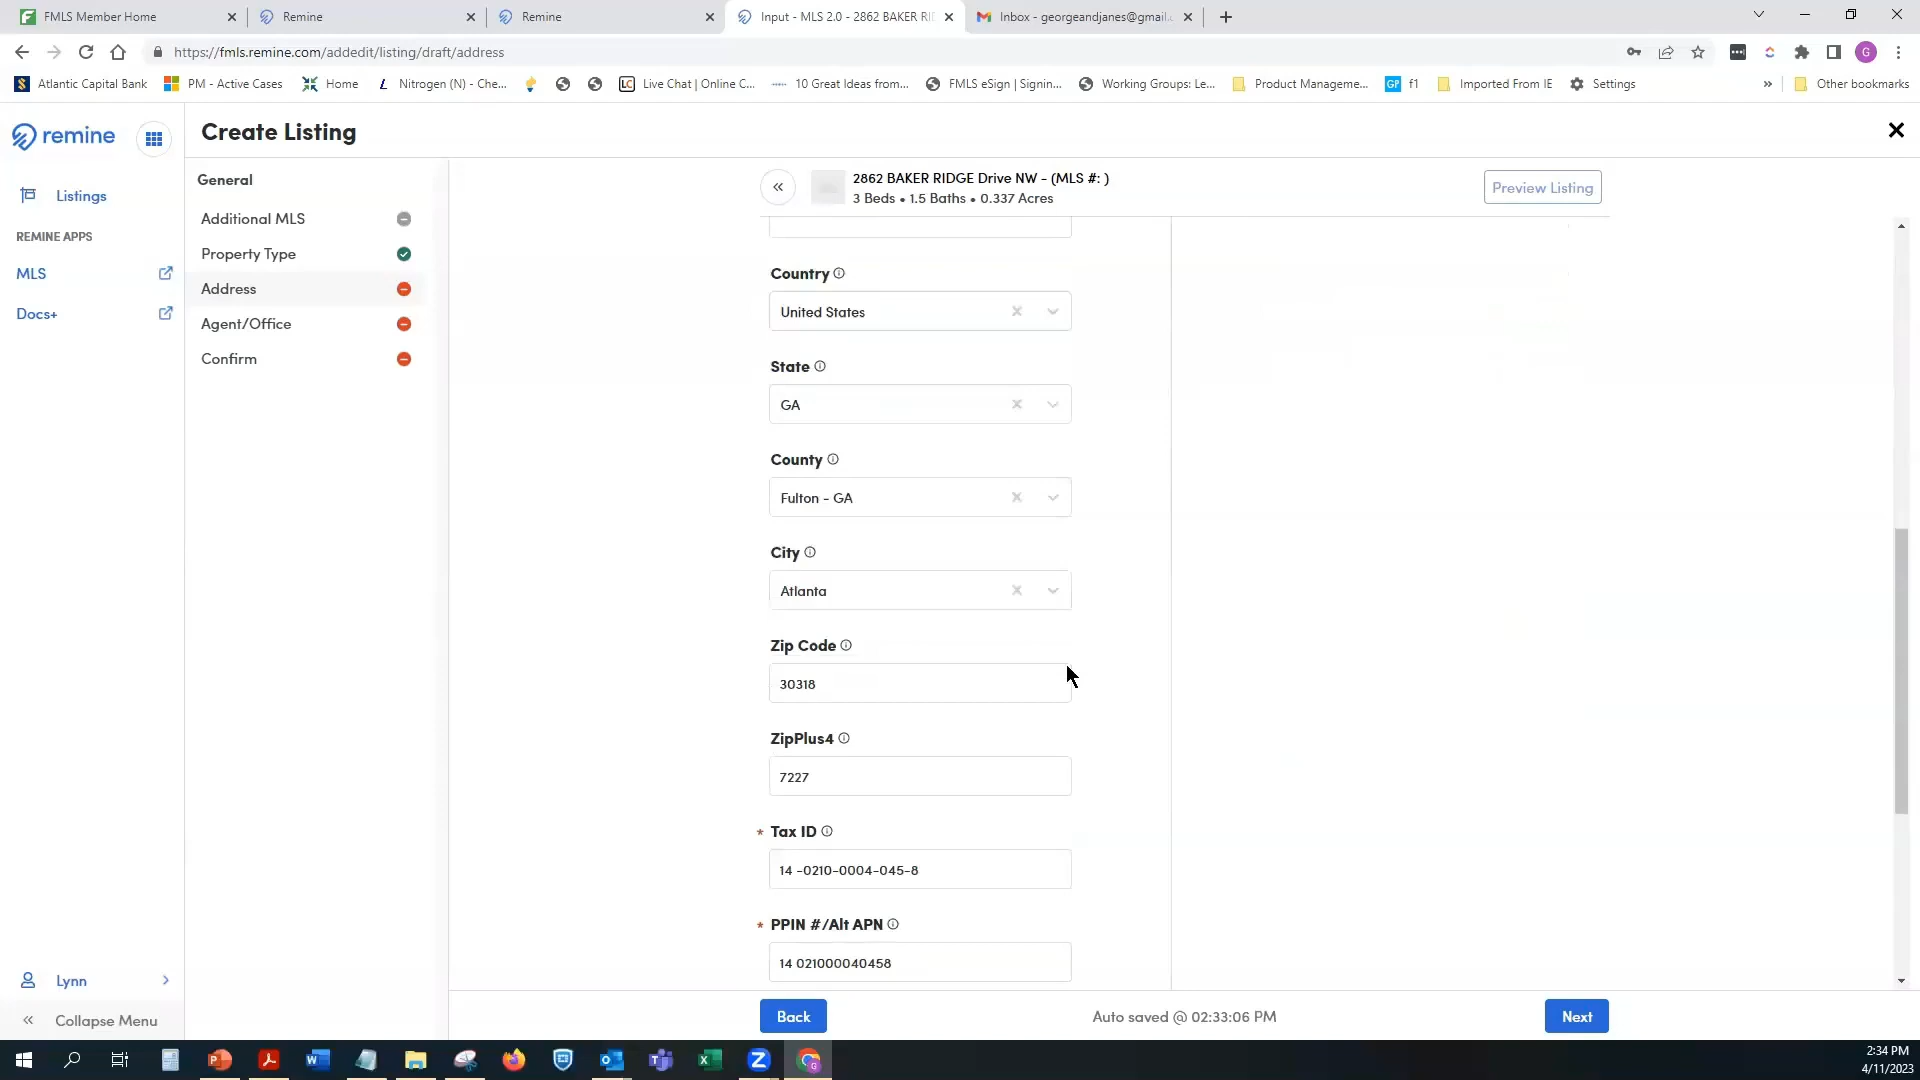 FMLS Member Home
Remine
Remine
Input - MLS 2.0 - 2862 BAKER RI
Inbox - georgeandjanes@gmail.
https://fmls.remine.com/addedit/listing/draft/address
G
Atlantic Capital Bank
PM - Active Cases
Home
Nitrogen (N) - Che...
LC Live Chat | Online C...
10 Great Ideas from...
FMLS eSign | Signin...
Working Groups: Le...
Product Manageme...
GP f1
Imported From IE
Settings
»
Other bookmarks
remine
Create Listing
Listings
REMINE APPS
MLS
Docs+
General
Additional MLS
Property Type
Address
Agent/Office
Confirm
2862 BAKER RIDGE Drive NW - (MLS #: )
3 Beds • 1.5 Baths • 0.337 Acres
Preview Listing
Country
United States
State
GA
County
Fulton - GA
City
Atlanta
Zip Code
30318
ZipPlus4
7227
* Tax ID
14 -0210-0004-045-8
* PPIN #/Alt APN
14 021000040458
Lynn
Collapse Menu
Back
Auto saved @ 02:33:06 PM
Next
2:34 PM
4/11/2023